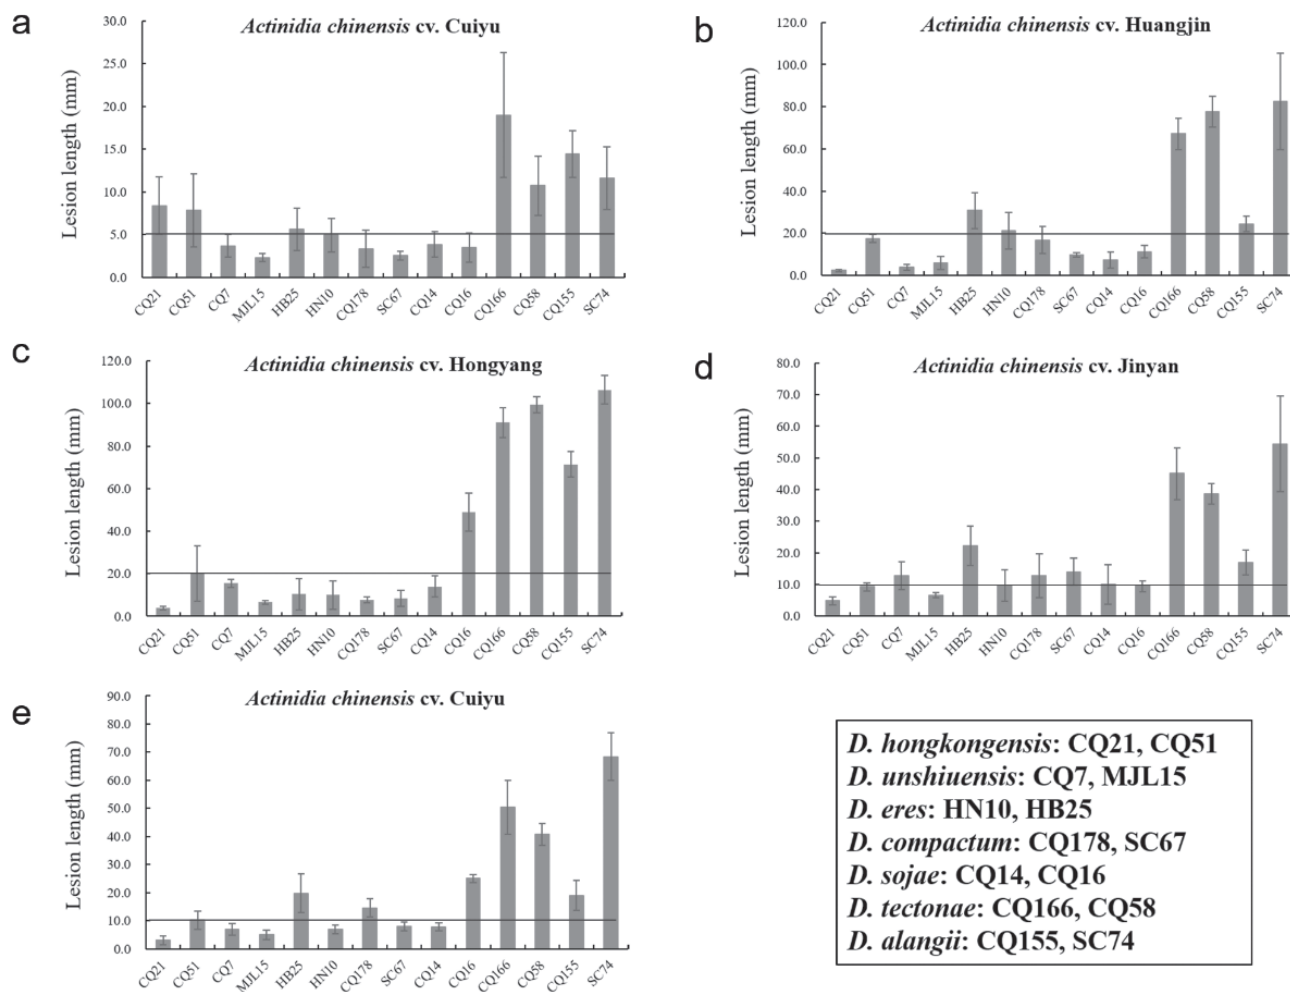 a
Actinidia chinensis cv. Cuiyu
Lesion length (mm)
30.0
25.0
20.0
15.0
10.0
5.0
0.0
CQ21 CQ51 CQ7 MJL15 HB25 HN10 CQ178 SC67 CQ14 CQ16 CQ166 CQ58 CQ155 SC74
b
Actinidia chinensis cv. Huangjin
Lesion length (mm)
120.0
100.0
80.0
60.0
40.0
20.0
0.0
CQ21 CQ51 CQ7 MJL15 HB25 HN10 CQ178 SC67 CQ14 CQ16 CQ166 CQ58 CQ155 SC74
c
Actinidia chinensis cv. Hongyang
Lesion length (mm)
120.0
100.0
80.0
60.0
40.0
20.0
0.0
CQ21 CQ51 CQ7 MJL15 HB25 HN10 CQ178 SC67 CQ14 CQ16 CQ166 CQ58 CQ155 SC74
d
Actinidia chinensis cv. Jinyan
Lesion length (mm)
80.0
70.0
60.0
50.0
40.0
30.0
20.0
10.0
0.0
CQ21 CQ51 CQ7 MJL15 HB25 HN10 CQ178 SC67 CQ14 CQ16 CQ166 CQ58 CQ155 SC74
e
Actinidia chinensis cv. Cuiyu
Lesion length (mm)
90.0
80.0
70.0
60.0
50.0
40.0
30.0
20.0
10.0
0.0
CQ21 CQ51 CQ7 MJL15 HB25 HN10 CQ178 SC67 CQ14 CQ16 CQ166 CQ58 CQ155 SC74
D. hongkongensis: CQ21, CQ51
D. unshiuensis: CQ7, MJL15
D. eres: HN10, HB25
D. compactum: CQ178, SC67
D. sojae: CQ14, CQ16
D. tectonae: CQ166, CQ58
D. alangii: CQ155, SC74